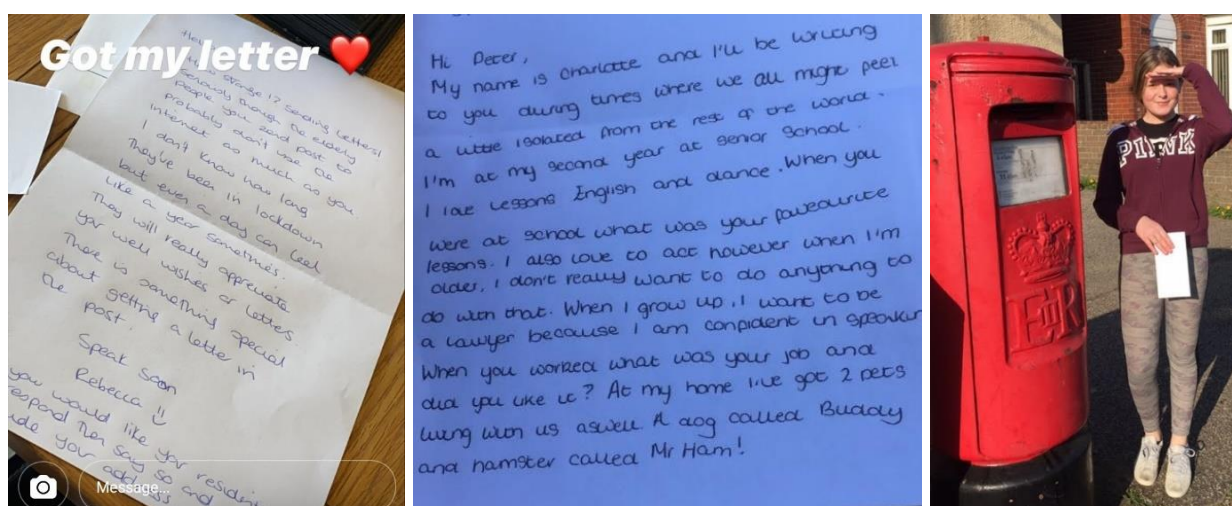 Got my letter ❤️
Hey
strange!? Sending letters!
Seriously though the elderly
people you send post to
probably don't use the
internet as much as you.
I don't know how long
They've been in lockdown
but even a day can feel
like a year sometimes.
They will really appreciate
your well wishes or letters.
There is something special
about getting a letter in
the post.
Speak soon
Rebecca
you would like your resident
respond then say so and
your address
Message...
Hi Peter,
My name is Charlotte and I'll be writing
to you during times where we all might feel
a little isolated from the rest of the world.
I'm at my second year at senior school.
I love lessons English and dance. When you
were at school what was your faveourite
lessons. I also love to act however when I'm
older, I don't really want to do anything to
do with that. When I grow up, I want to be
a lawyer because I am confident in speakin
When you worked what was your job and
did you like it? At my home I've got 2 pets
living with us aswell A dog called Buddy
and hamster called Mr Ham!
PINK
EIIR